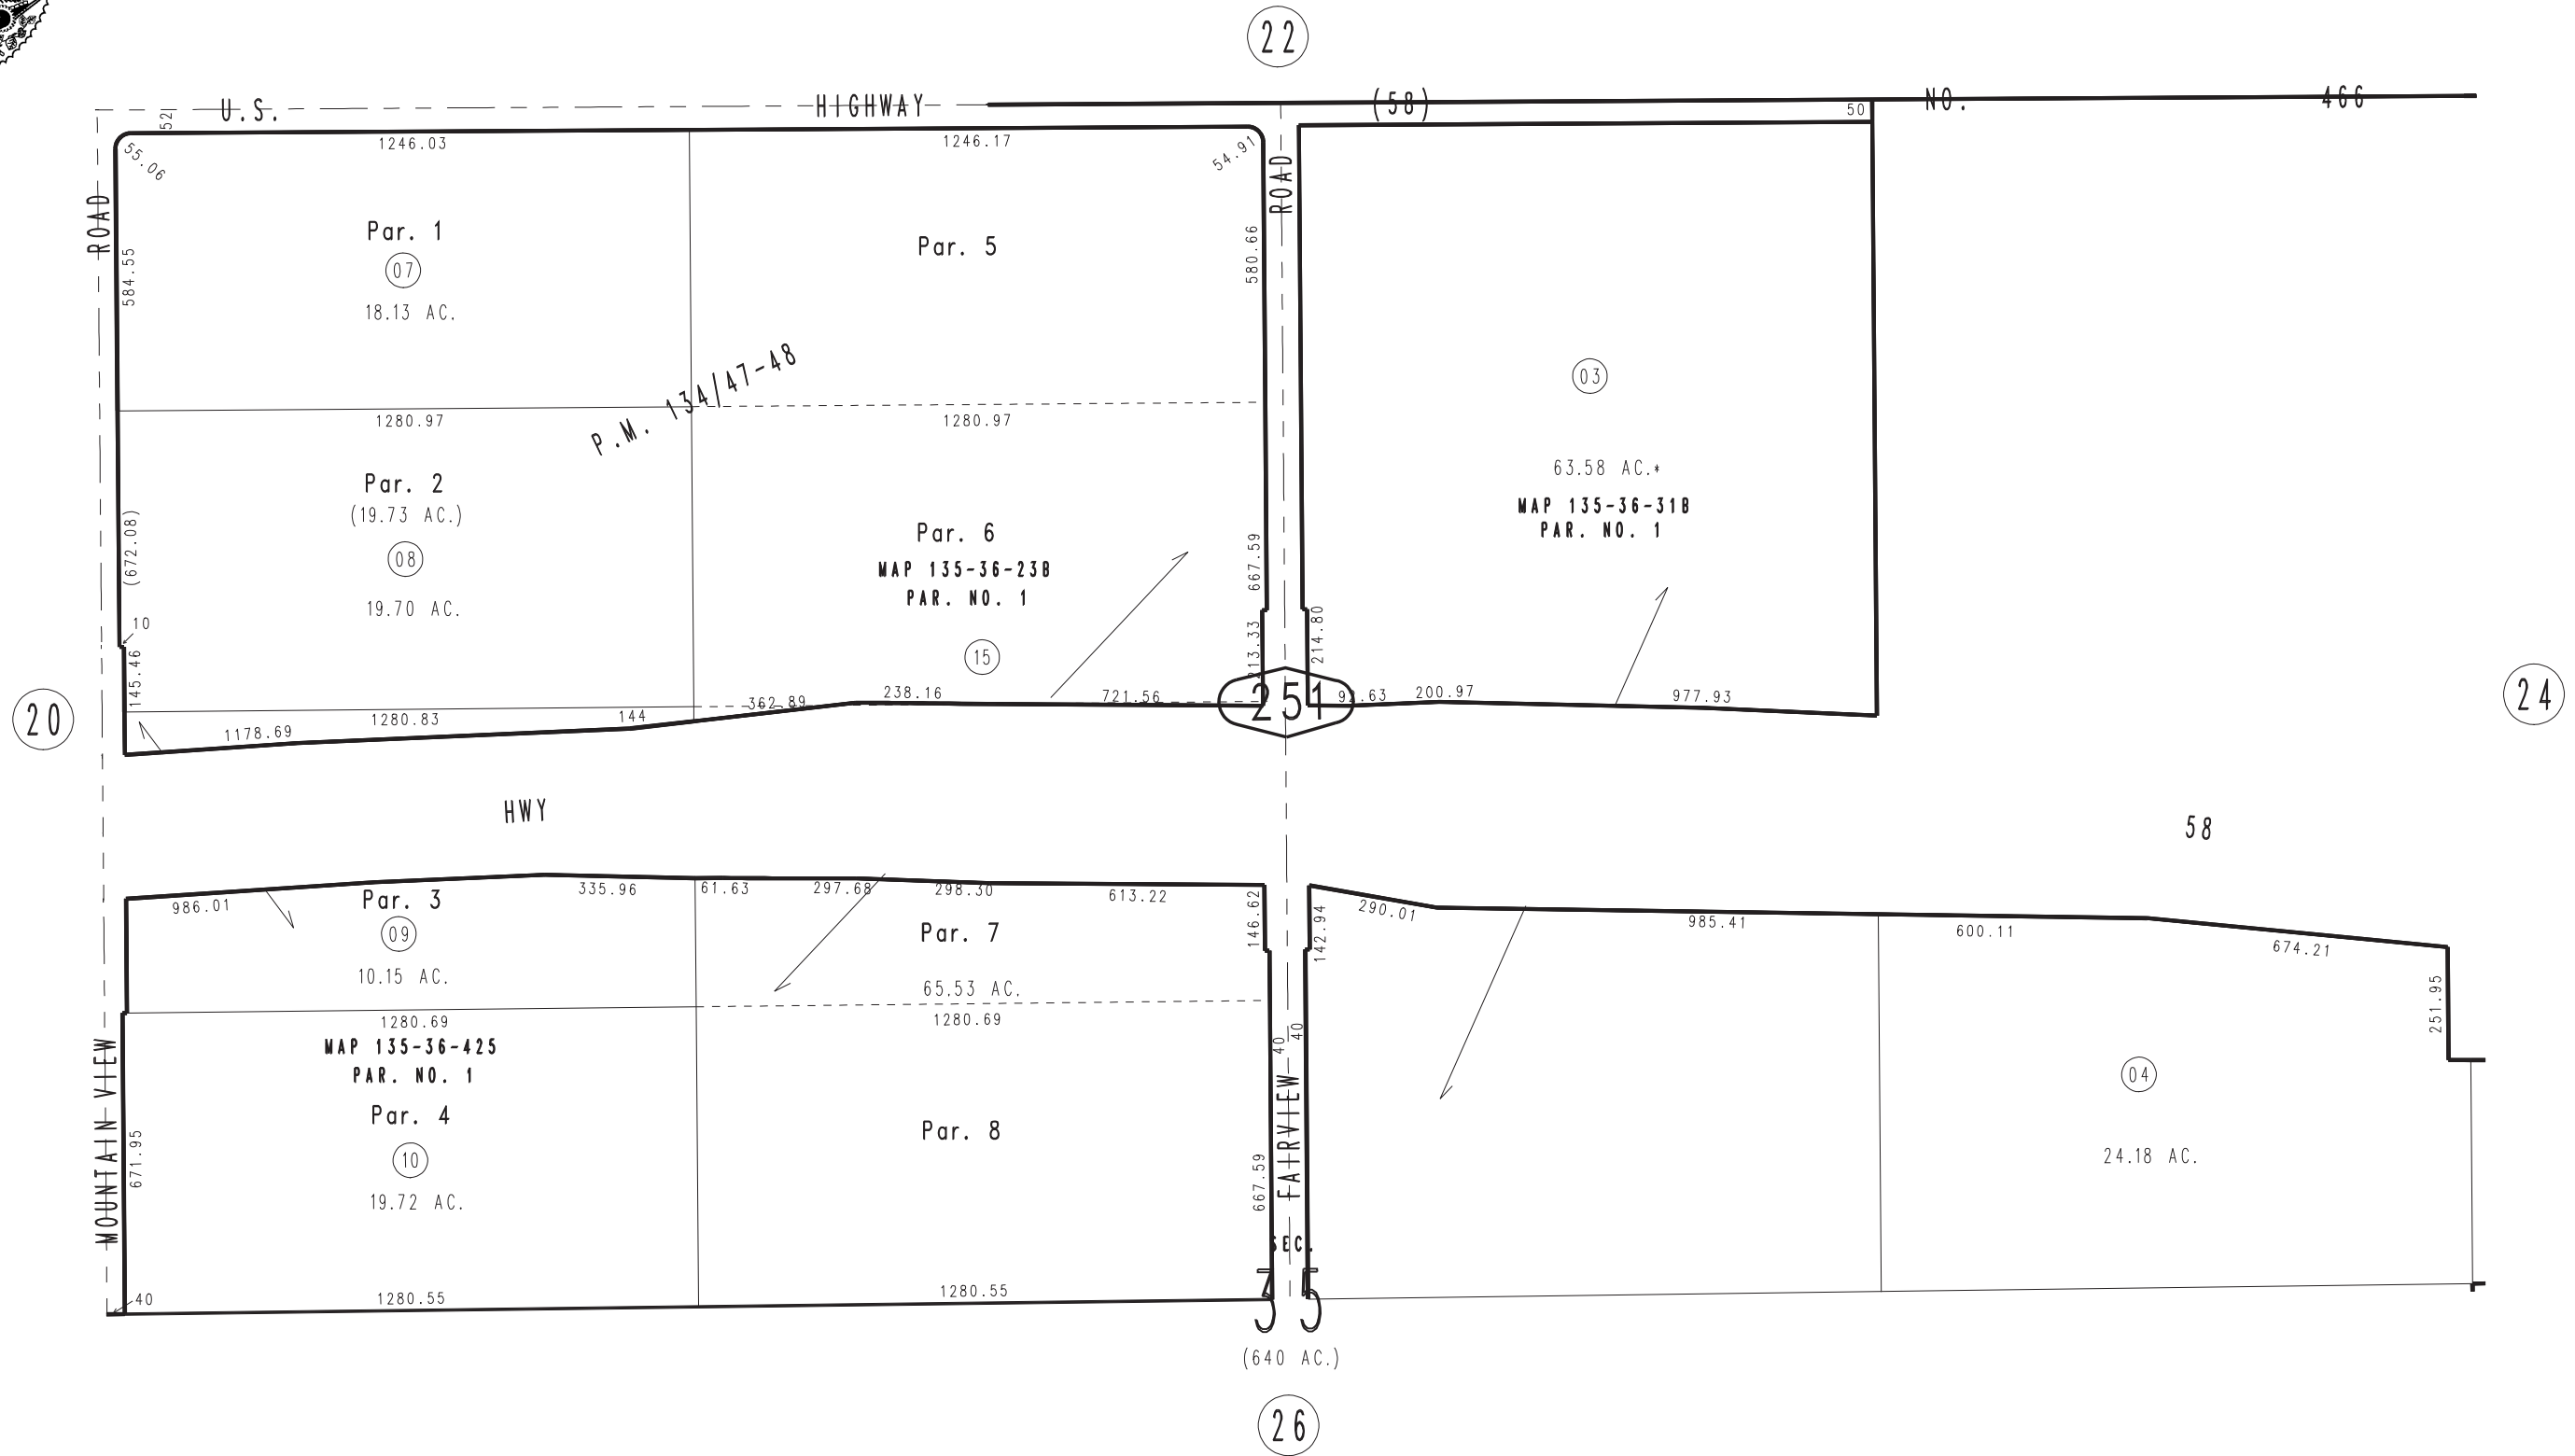 22
U.S. HIGHWAY (58) NO. 466
52
50
1246.03
1246.17
55.06
54.91
ROAD
ROAD
584.55
580.66
Par. 1
07
18.13 AC.
Par. 5
P.M. 134/47-48
03
63.58 AC.*
MAP 135-36-31B
PAR. NO. 1
1280.97
1280.97
Par. 2
(19.73 AC.)
08
19.70 AC.
(672.08)
10
145.46
Par. 6
MAP 135-36-23B
PAR. NO. 1
15
667.59
213.33
214.80
20
1178.69
1280.83
144
362.89
238.16
721.56
251
200.97
977.93
24
HWY
58
986.01
335.96
61.63
297.68
298.30
613.22
146.62
142.94
290.01
985.41
600.11
674.21
251.95
Par. 3
09
10.15 AC.
Par. 7
65.53 AC.
1280.69
1280.69
MAP 135-36-425
PAR. NO. 1
Par. 4
10
19.72 AC.
MOUNTAIN VIEW
671.95
Par. 8
667.59
40
40
FAIRVIEW
04
24.18 AC.
SEC.
35
40
1280.55
1280.55
(640 AC.)
26